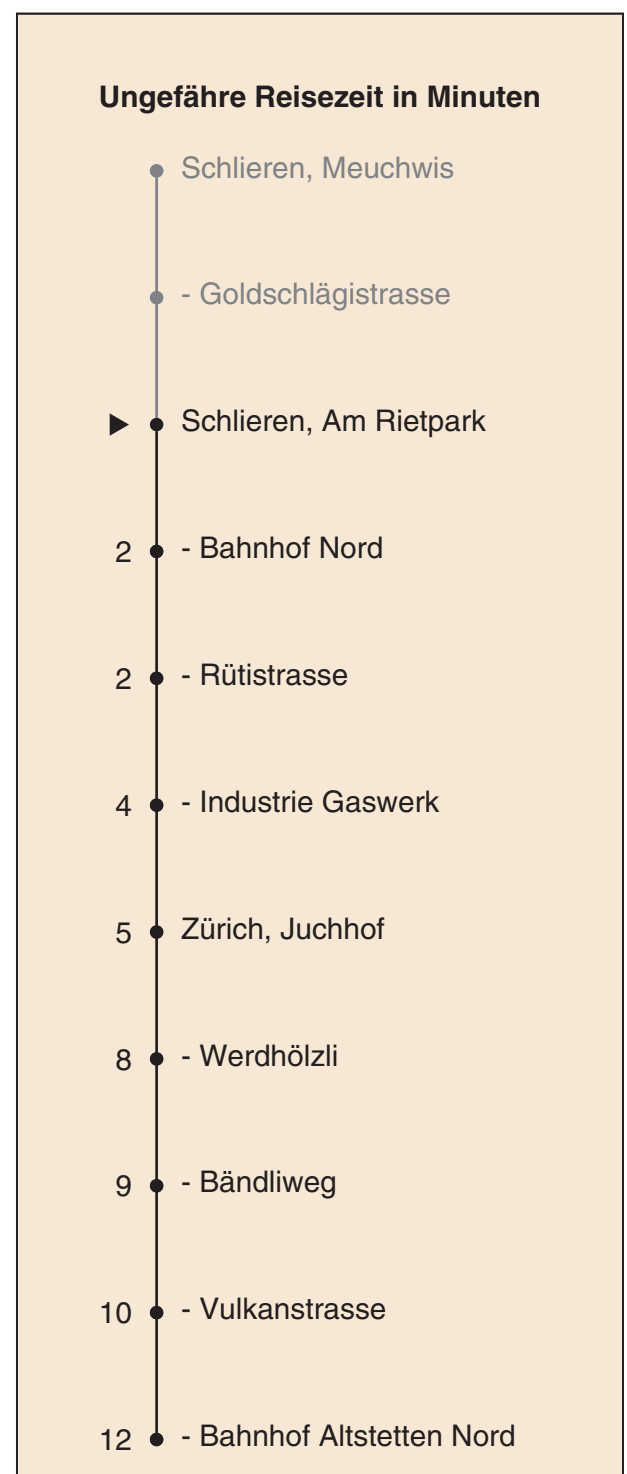 Ungefähre Reisezeit in Minuten
Schlieren, Meuchwis
- Goldschlägistrasse
Schlieren, Am Rietpark
2 - Bahnhof Nord
2 - Rütistrasse
4 - Industrie Gaswerk
5 Zürich, Juchhof
8 - Werdhölzli
9 - Bändliweg
10 - Vulkanstrasse
12 - Bahnhof Altstetten Nord